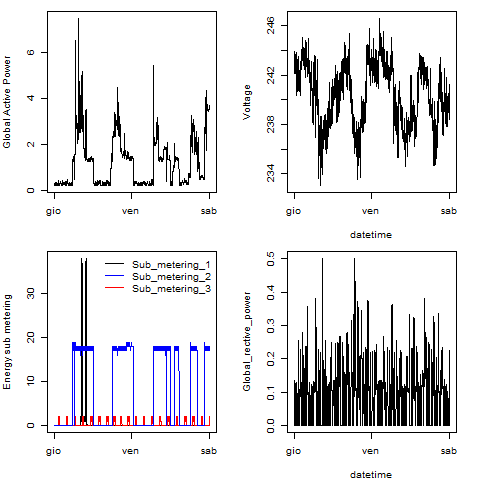 Global Active Power
0 2 4 6
gio ven sab
Voltage
234 238 242 246
gio ven sab
datetime
Energy sub metering
0 10 20 30
Sub_metering_1
Sub_metering_2
Sub_metering_3
gio ven sab
Global_rective_power
0.0 0.1 0.2 0.3 0.4 0.5
gio ven sab
datetime